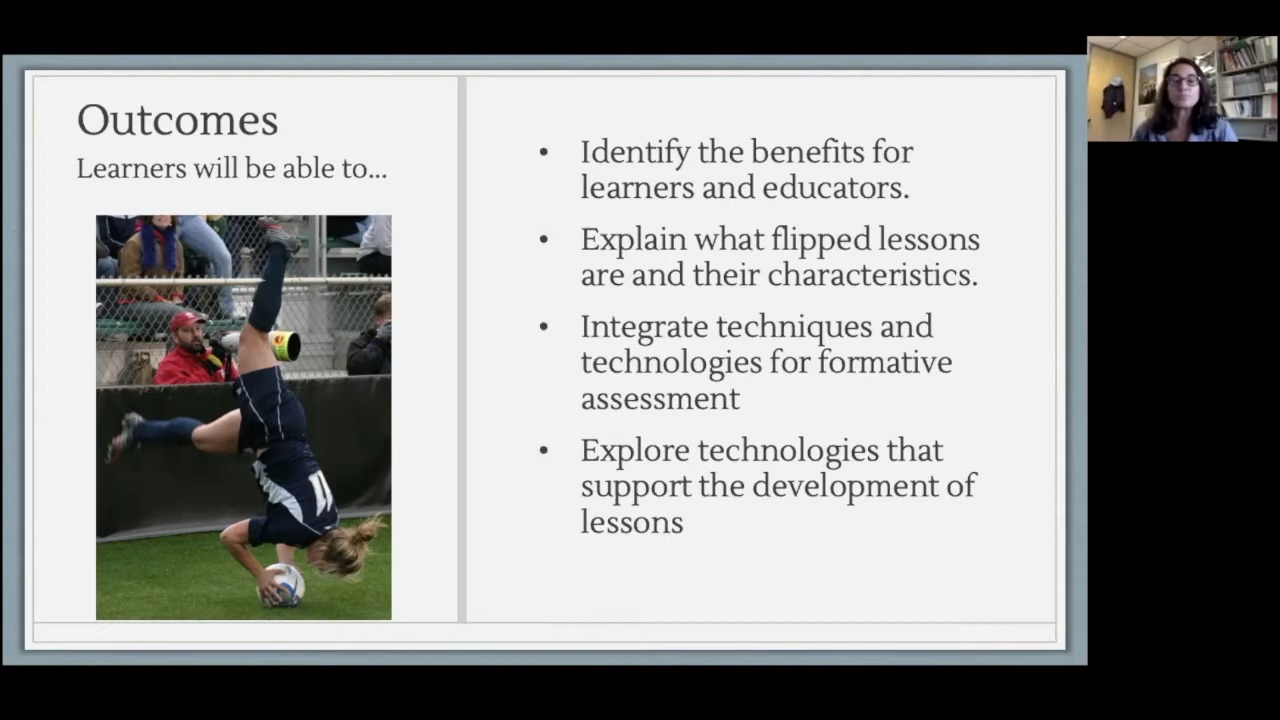 Outcomes
Learners will be able to...
• Identify the benefits for
learners and educators.
• Explain what flipped lessons
are and their characteristics.
• Integrate techniques and
technologies for formative
assessment
• Explore technologies that
support the development of
lessons
11